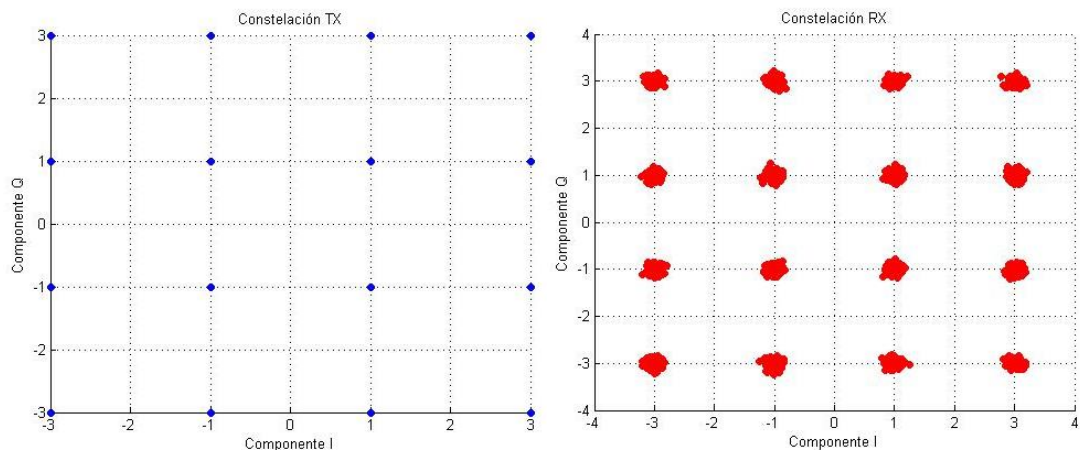 Constelación TX
3
2
1
0
-1
-2
-3
-3 -2 -1 0 1 2 3
Componente Q
Componente I
Constelación RX
4
3
2
1
0
-1
-2
-3
-4
-4 -3 -2 -1 0 1 2 3 4
Componente Q
Componente I